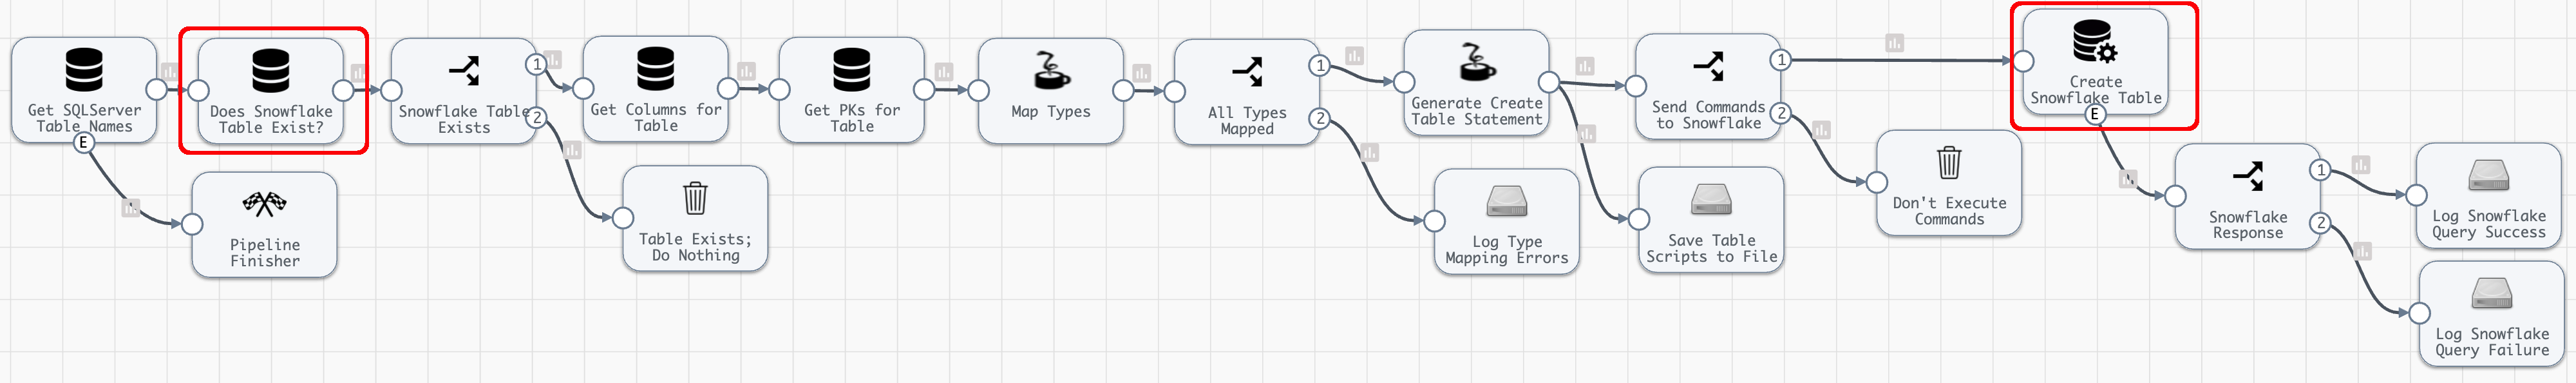 Get SQLServer
Table Names
E
Does Snowflake
Table Exist?
Snowflake Table
Exists
1
2
Get Columns for
Table
Get PKs for
Table
Map Types
All Types
Mapped
1
2
Generate Create
Table Statement
Send Commands
to Snowflake
1
2
Create
Snowflake Table
E
Pipeline
Finisher
Table Exists;
Do Nothing
Log Type
Mapping Errors
Save Table
Scripts to File
Don't Execute
Commands
Snowflake
Response
1
2
Log Snowflake
Query Success
Log Snowflake
Query Failure